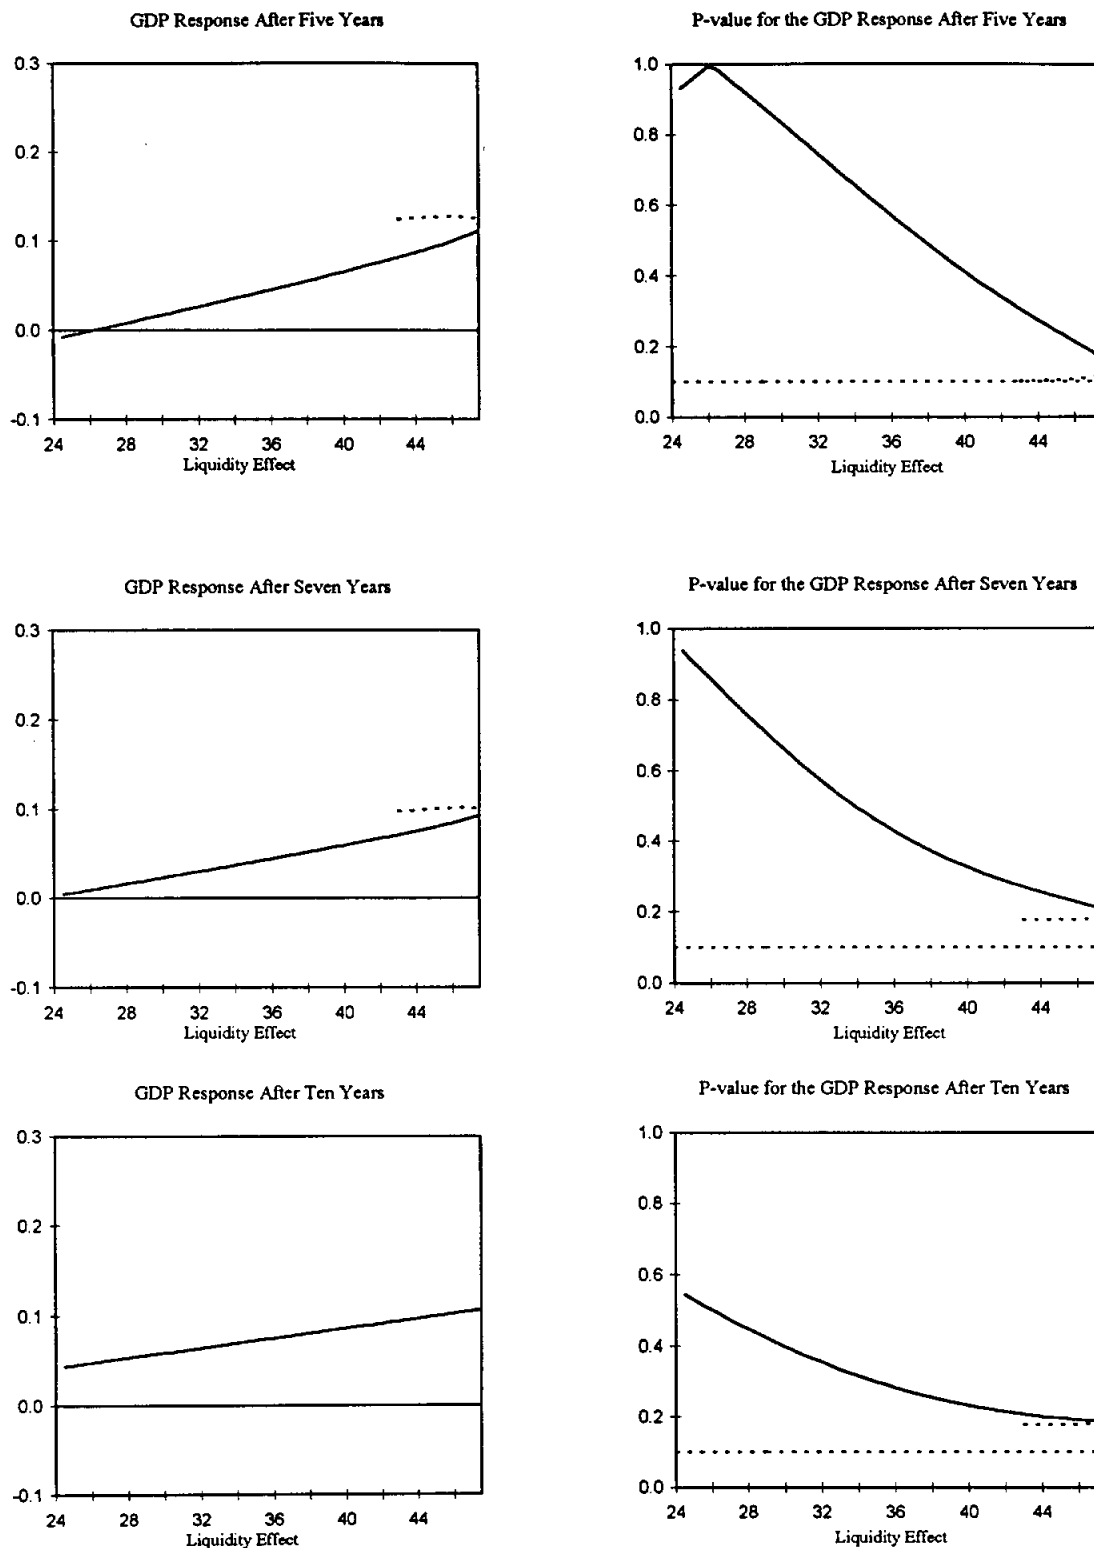 GDP Response After Five Years
0.3
0.2
0.1
0.0
-0.1
24 28 32 36 40 44
Liquidity Effect
P-value for the GDP Response After Five Years
1.0
0.8
0.6
0.4
0.2
0.0
24 28 32 36 40 44
Liquidity Effect
GDP Response After Seven Years
0.3
0.2
0.1
0.0
-0.1
24 28 32 36 40 44
Liquidity Effect
P-value for the GDP Response After Seven Years
1.0
0.8
0.6
0.4
0.2
0.0
24 28 32 36 40 44
Liquidity Effect
GDP Response After Ten Years
0.3
0.2
0.1
0.0
-0.1
24 28 32 36 40 44
Liquidity Effect
P-value for the GDP Response After Ten Years
1.0
0.8
0.6
0.4
0.2
0.0
24 28 32 36 40 44
Liquidity Effect